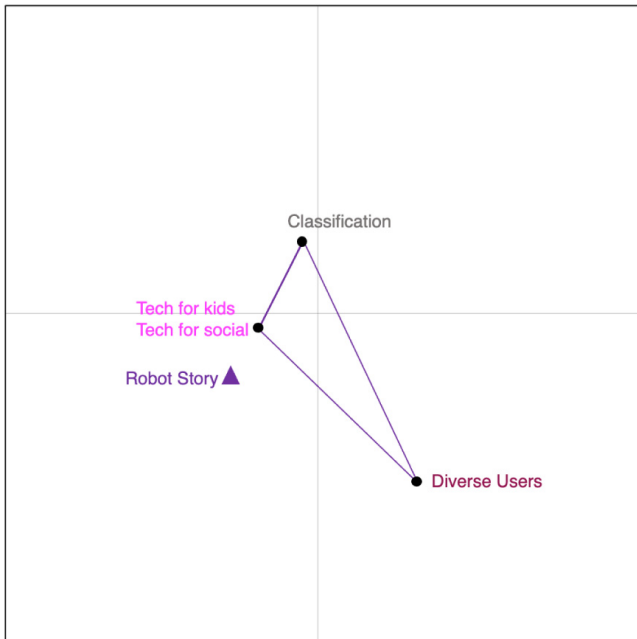 Classification
Tech for kids
Tech for social
Robot Story
Diverse Users